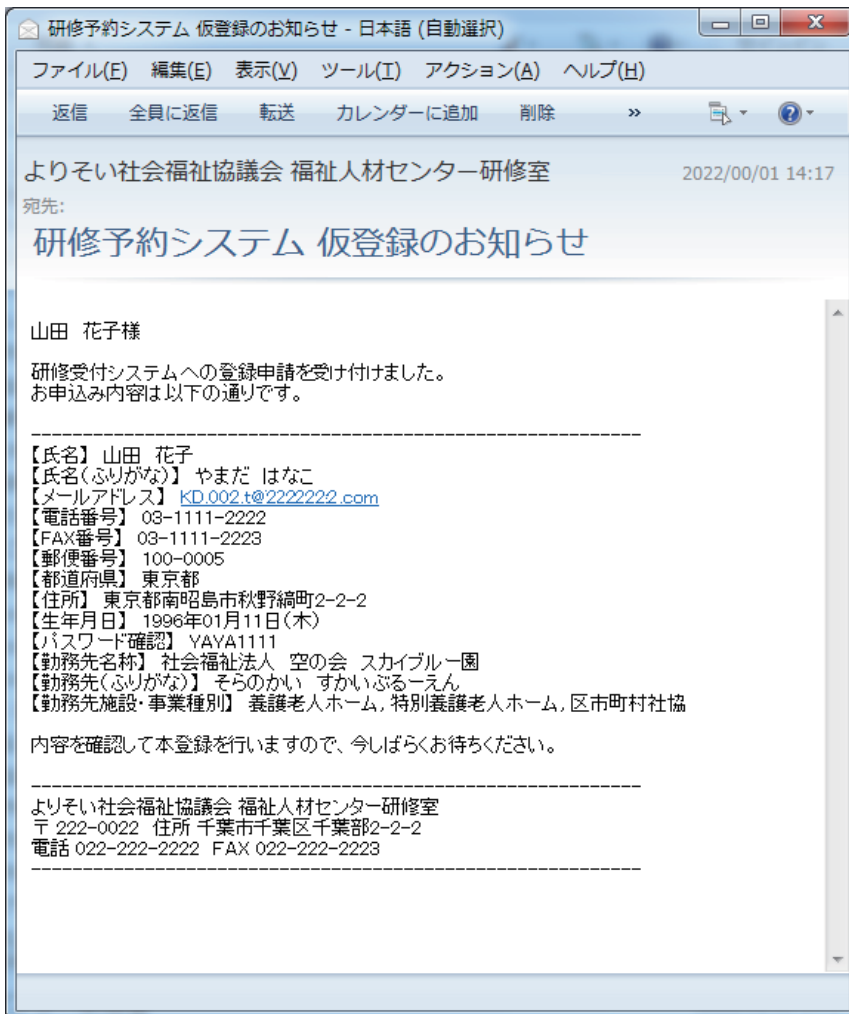 研修予約システム 仮登録のお知らせ - 日本語 (自動選択)
ファイル(F) 編集(E) 表示(V) ツール(T) アクション(A) ヘルプ(H)
返信 全員に返信 転送 カレンダーに追加 削除 »
よりそい社会福祉協議会 福祉人材センター研修室 2022/00/01 14:17
宛先:
研修予約システム 仮登録のお知らせ
山田 花子様
研修受付システムへの登録申請を受け付けました。
お申込み内容は以下の通りです。
------------------------------------------------------------
【氏名】 山田 花子
【氏名(ふりがな)】 やまだ はなこ
【メールアドレス】 KD.002.t@2222222.com
【電話番号】 03-1111-2222
【FAX番号】 03-1111-2223
【郵便番号】 100-0005
【都道府県】 東京都
【住所】 東京都南昭島市秋野縞町2-2-2
【生年月日】 1996年01月11日(木)
【パスワード確認】 YAYA1111
【勤務先名称】 社会福祉法人 空の会 スカイブルー園
【勤務先(ふりがな)】 そらのかい すかいぶるーえん
【勤務先施設・事業種別】 養護老人ホーム, 特別養護老人ホーム, 区市町村社協
内容を確認して本登録を行いますので、今しばらくお待ちください。
------------------------------------------------------------
よりそい社会福祉協議会 福祉人材センター研修室
〒 222-0022 住所 千葉市千葉区千葉部2-2-2
電話 022-222-2222 FAX 022-222-2223
------------------------------------------------------------